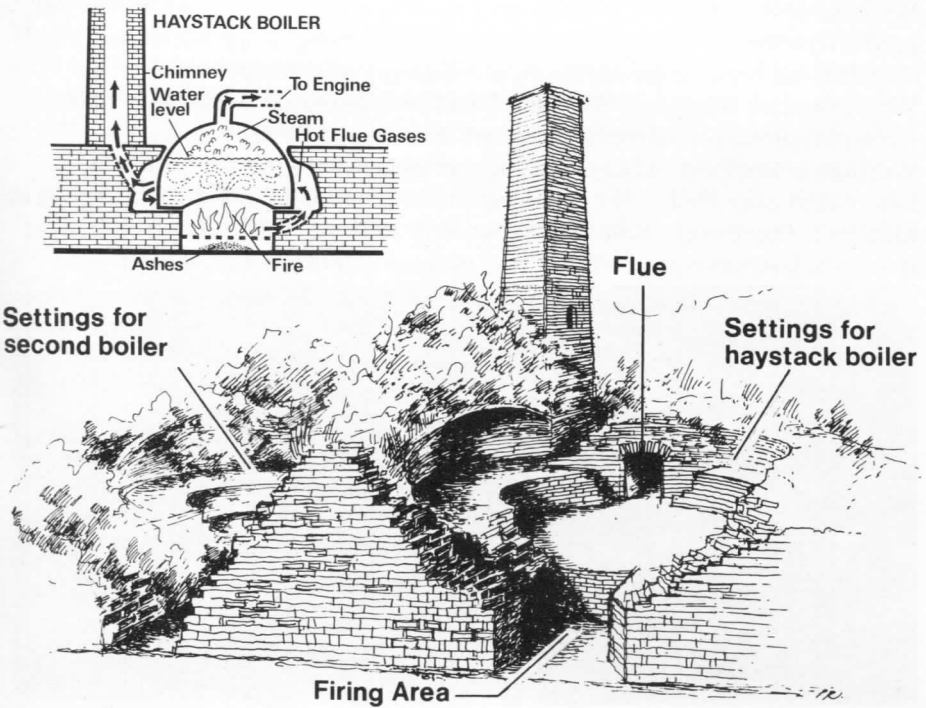 HAYSTACK BOILER
Chimney
Water
level
To Engine
Steam
Hot Flue Gases
Ashes
Fire
Flue
Settings for
second boiler
Settings for
haystack boiler
Firing Area